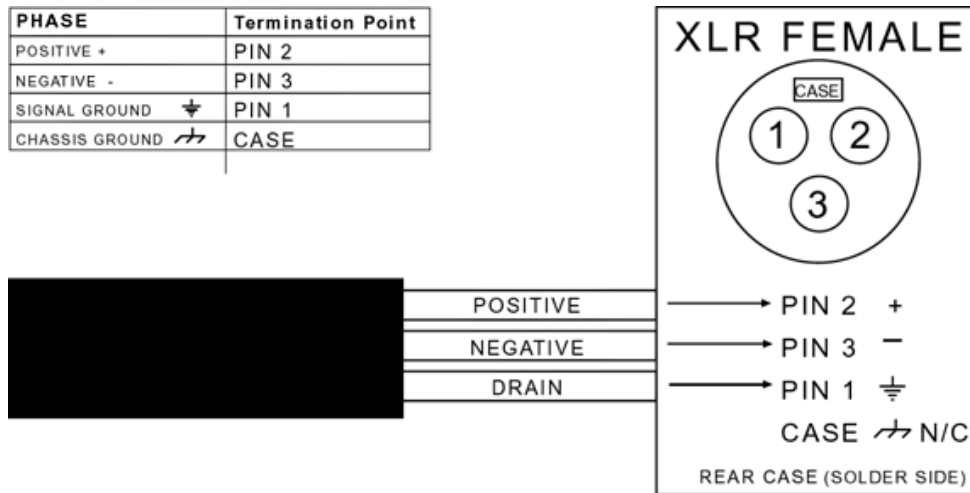 PHASE Termination Point
POSITIVE + PIN 2
NEGATIVE - PIN 3
SIGNAL GROUND PIN 1
CHASSIS GROUND CASE
XLR FEMALE
CASE
1 2
3
POSITIVE PIN 2 +
NEGATIVE PIN 3 −
DRAIN PIN 1
CASE N/C
REAR CASE (SOLDER SIDE)